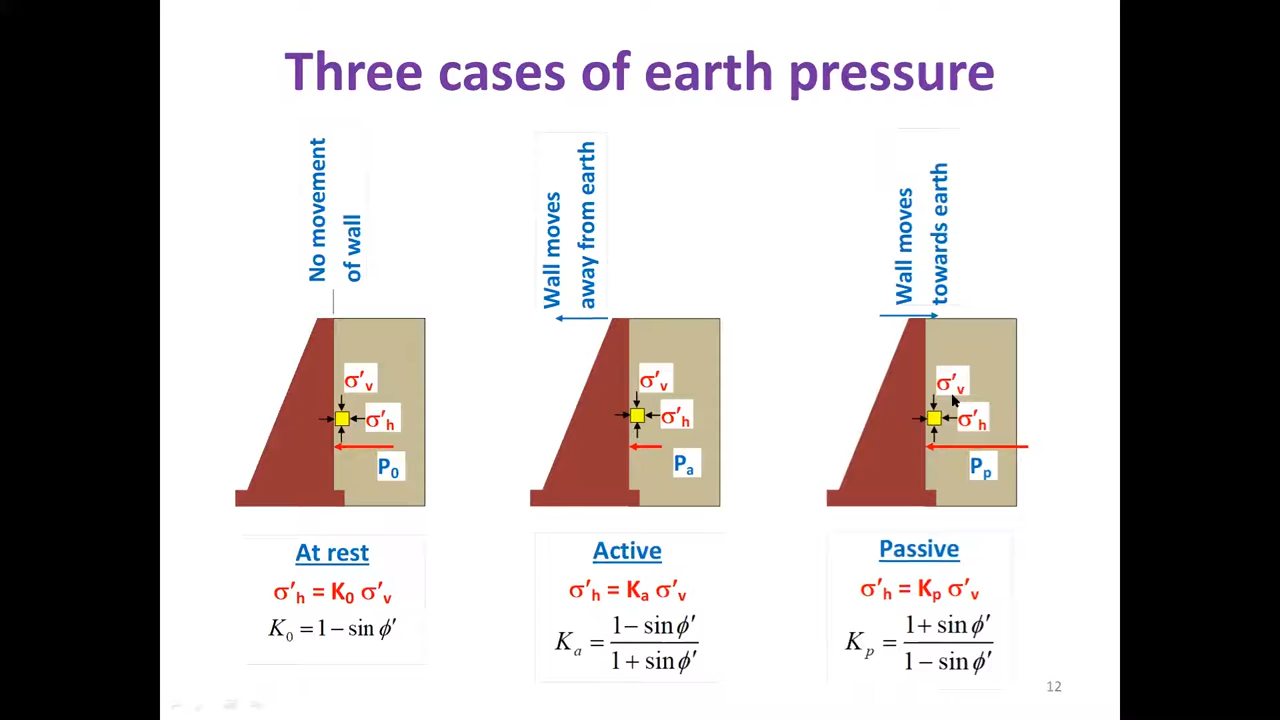 Three cases of earth pressure
No movement
of wall
Wall moves
away from earth
Wall moves
towards earth
σ′v
σ′h
P0
σ′v
σ′h
Pa
σ′v
σ′h
Pp
At rest
σ′h = K0 σ′v
K0 = 1 − sin ϕ′
Active
σ′h = Ka σ′v
Ka = (1 − sin ϕ′) / (1 + sin ϕ′)
Passive
σ′h = Kp σ′v
Kp = (1 + sin ϕ′) / (1 − sin ϕ′)
12